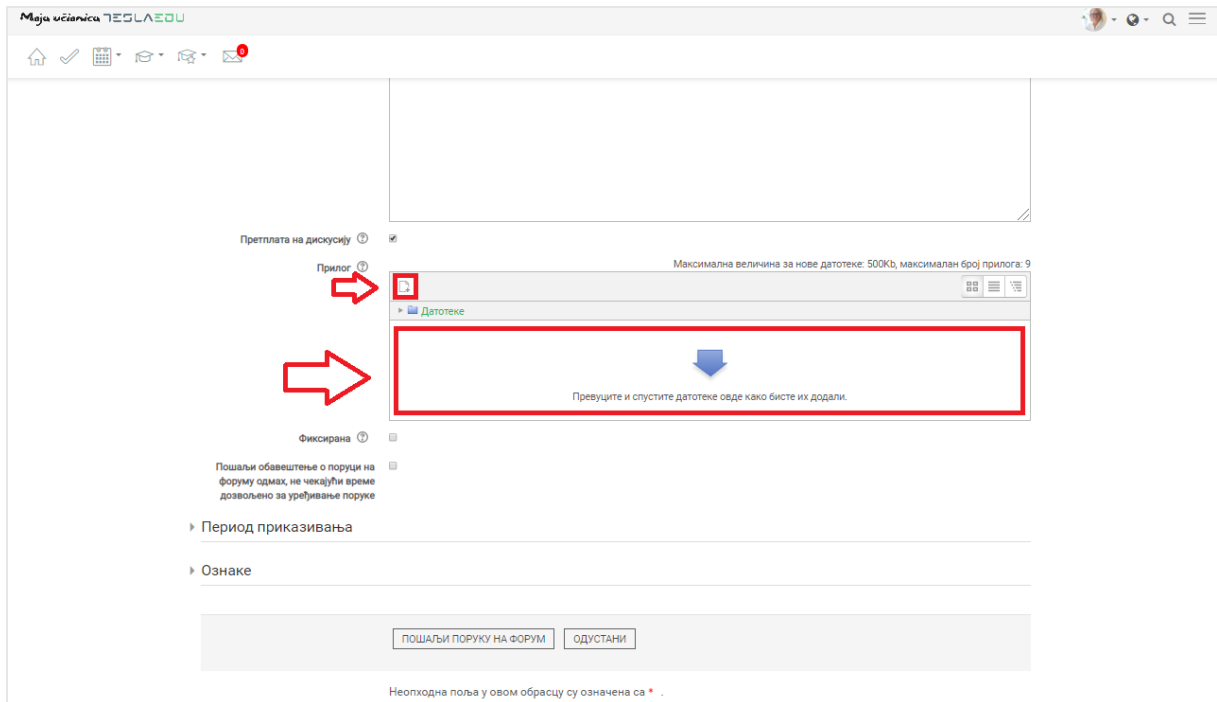 Moja učionica TESLAEDU
0
Претплата на дискусију
Прилог
Максимална величина за нове датотеке: 500Kb, максималан број прилога: 9
Датотеке
Превуците и спустите датотеке овде како бисте их додали.
Фиксирана
Пошаљи обавештење о поруци на
форуму одмах, не чекајући време
дозвољено за уређивање поруке
Период приказивања
Ознаке
ПОШАЉИ ПОРУКУ НА ФОРУМ
ОДУСТАНИ
Неопходна поља у овом обрасцу су означена са * .